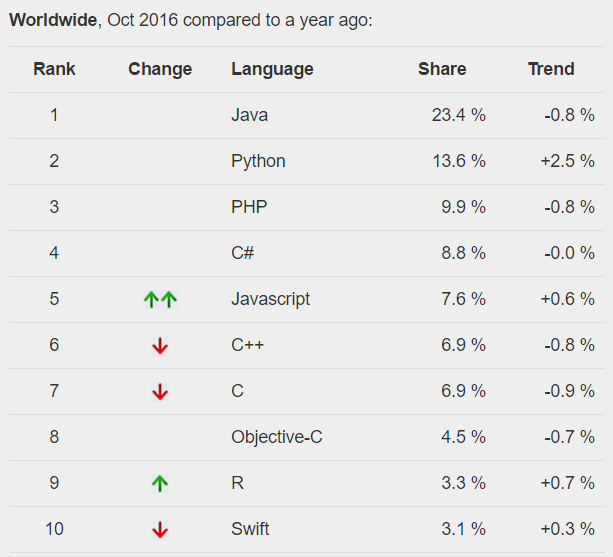 Worldwide, Oct 2016 compared to a year ago:
Rank Change Language Share Trend
1 Java 23.4 % -0.8 %
2 Python 13.6 % +2.5 %
3 PHP 9.9 % -0.8 %
4 C# 8.8 % -0.0 %
5 Javascript 7.6 % +0.6 %
6 C++ 6.9 % -0.8 %
7 C 6.9 % -0.9 %
8 Objective-C 4.5 % -0.7 %
9 R 3.3 % +0.7 %
10 Swift 3.1 % +0.3 %